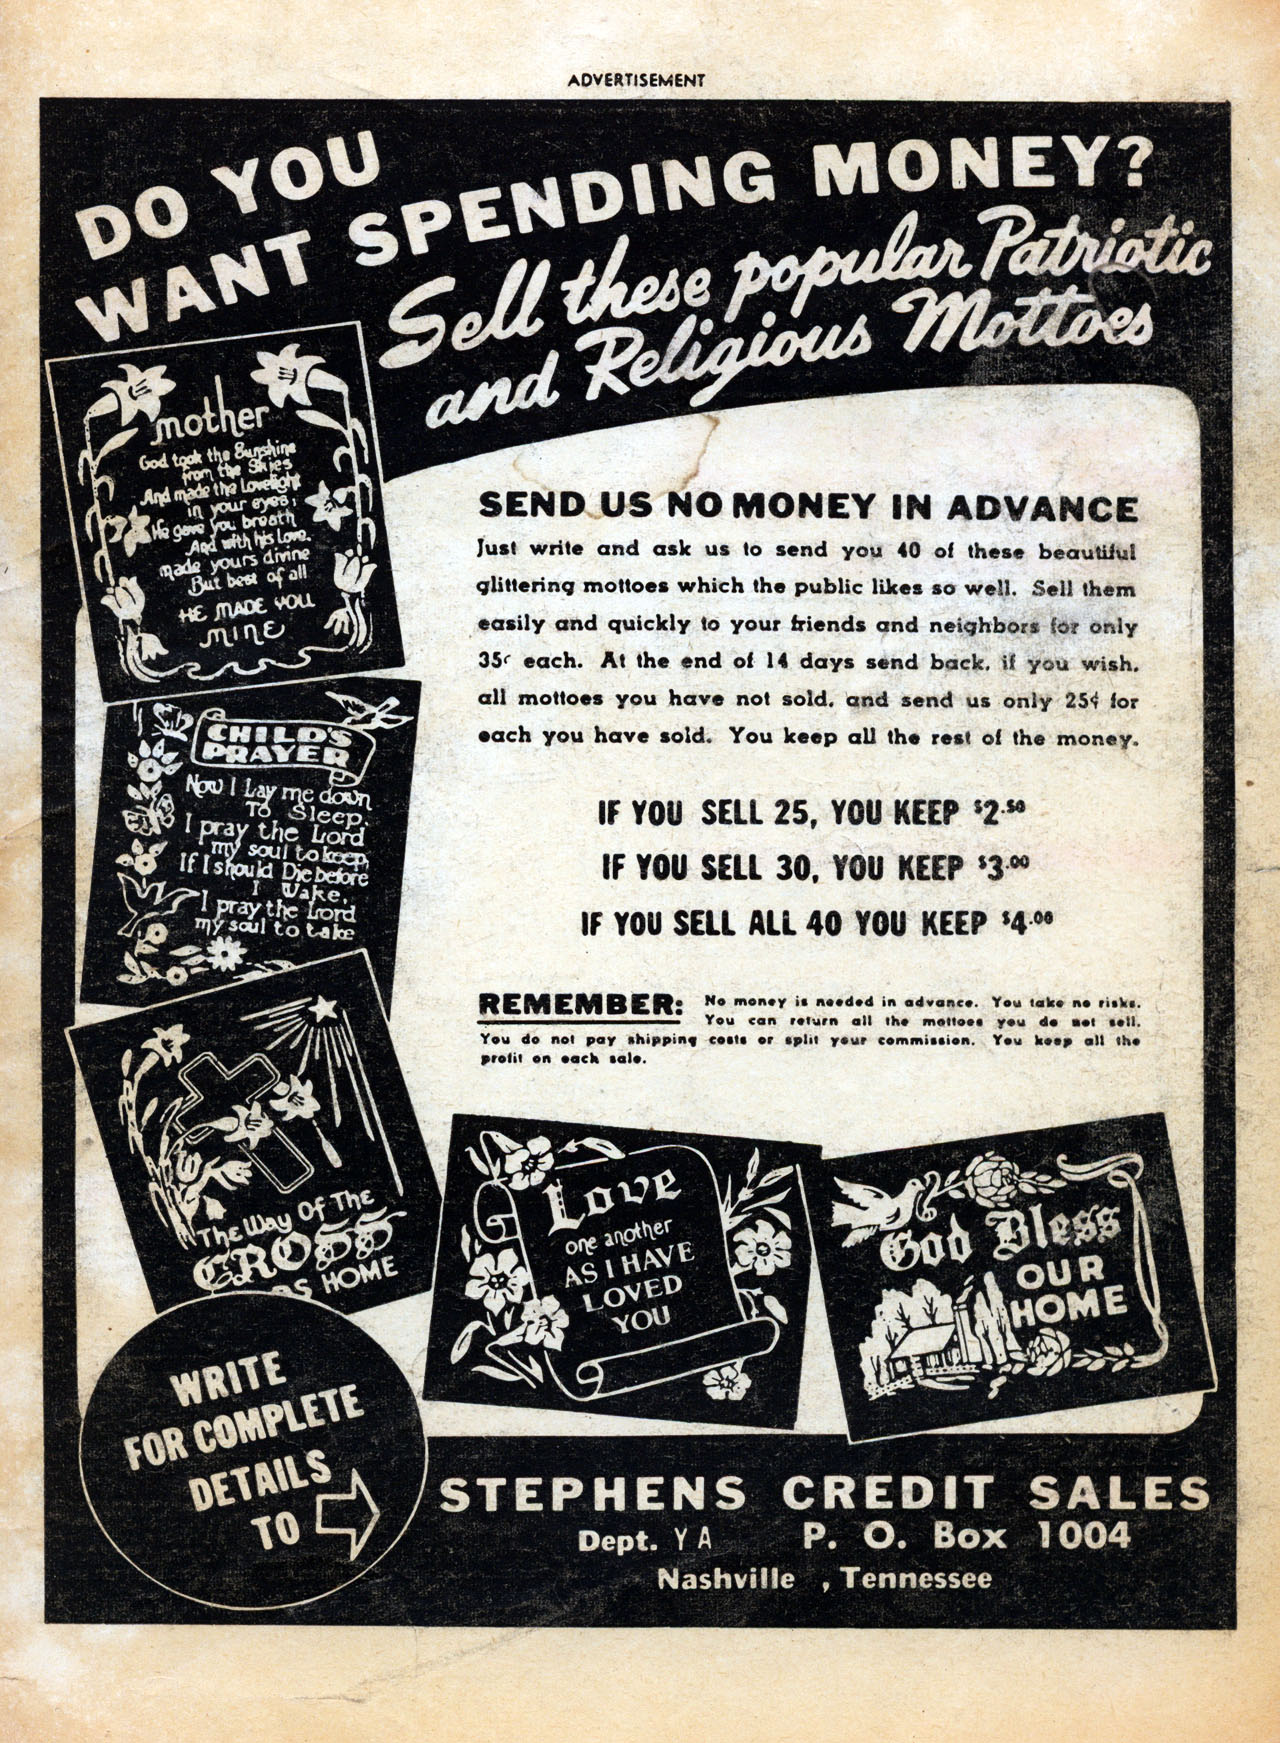 ADVERTISEMENT
DO YOU
WANT SPENDING MONEY?
Sell these popular Patriotic
and Religious Mottoes
mother
God took the Sunshine
from the Skies
And made the Lovelight
in your eyes;
He gave you breath
And with his Love.
made yours divine
But best of all
HE MADE YOU
MINE
CHILD'S
PRAYER
Now I Lay me down
To Sleep.
I pray the Lord
my soul to keep,
If I should Die before
I Wake,
I pray the Lord
my soul to take
The Way Of The
CROSS
DS HOME
SEND US NO MONEY IN ADVANCE
Just write and ask us to send you 40 of these beautiful
glittering mottoes which the public likes so well. Sell them
easily and quickly to your friends and neighbors for only
35¢ each. At the end of 14 days send back, if you wish,
all mottoes you have not sold, and send us only 25¢ for
each you have sold. You keep all the rest of the money.
IF YOU SELL 25, YOU KEEP $2.50
IF YOU SELL 30, YOU KEEP $3.00
IF YOU SELL ALL 40 YOU KEEP $4.00
REMEMBER: No money is needed in advance. You take no risks.
You can return all the mottoes you do not sell.
You do not pay shipping costs or split your commission. You keep all the
profit on each sale.
Love
one another
AS I HAVE
LOVED
YOU
God Bless
OUR
HOME
WRITE
FOR COMPLETE
DETAILS
TO
STEPHENS CREDIT SALES
Dept. YA P. O. Box 1004
Nashville , Tennessee